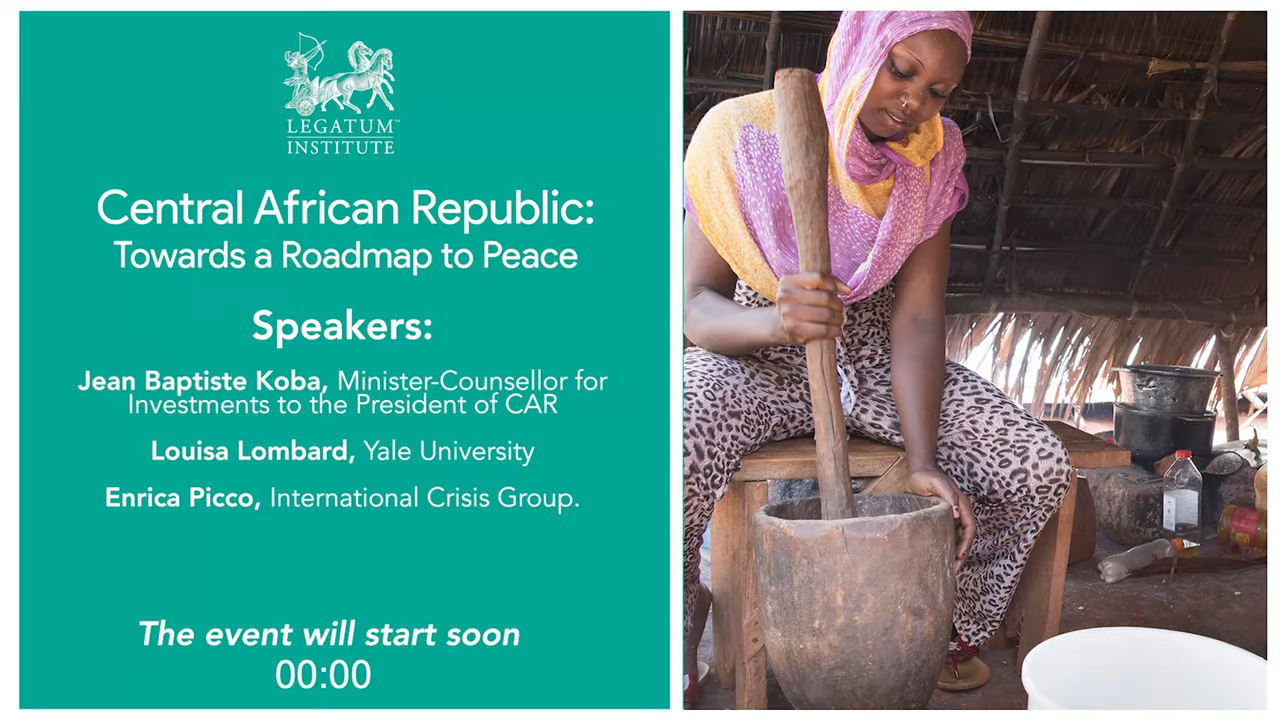 LEGATUM™
INSTITUTE
Central African Republic:
Towards a Roadmap to Peace
Speakers:
Jean Baptiste Koba, Minister-Counsellor for
Investments to the President of CAR
Louisa Lombard, Yale University
Enrica Picco, International Crisis Group.
The event will start soon
00:00